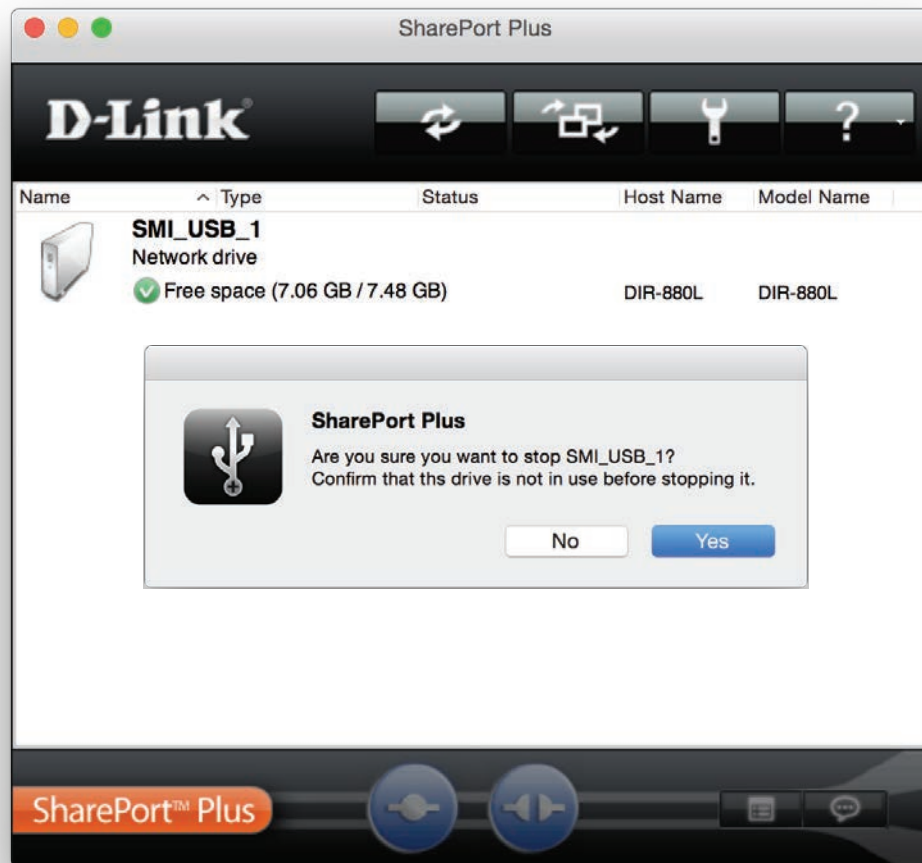 SharePort Plus
D-Link®
?
Name Type Status Host Name Model Name
SMI_USB_1
Network drive
Free space (7.06 GB / 7.48 GB) DIR-880L DIR-880L
SharePort Plus
Are you sure you want to stop SMI_USB_1?
Confirm that ths drive is not in use before stopping it.
No Yes
SharePort™ Plus